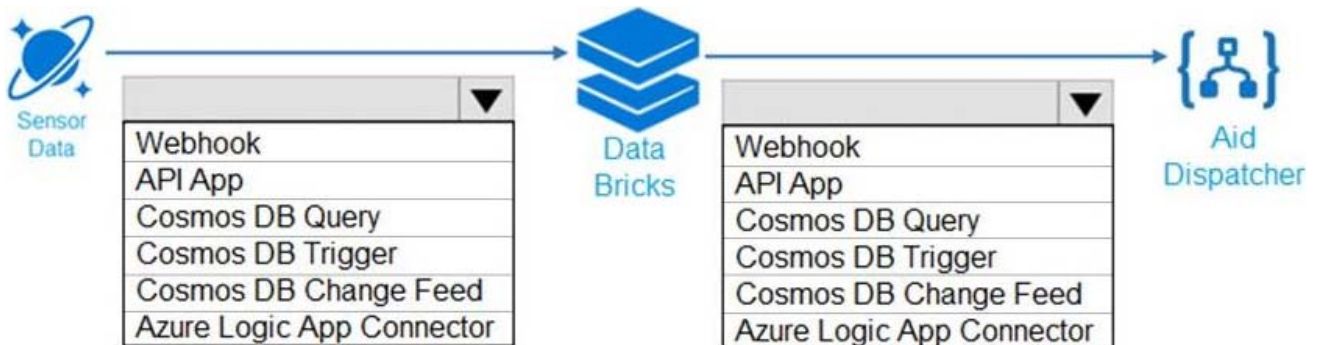 Sensor
Data
Webhook
API App
Cosmos DB Query
Cosmos DB Trigger
Cosmos DB Change Feed
Azure Logic App Connector
Data
Bricks
Webhook
API App
Cosmos DB Query
Cosmos DB Trigger
Cosmos DB Change Feed
Azure Logic App Connector
Aid
Dispatcher